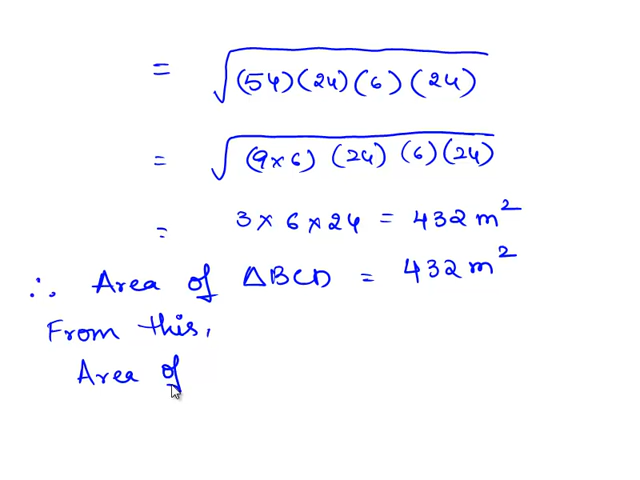 = √(54)(24)(6)(24)
= √(9×6) (24) (6)(24)
= 3×6×24 = 432 m²
∴ Area of △BCD = 432 m²
From this,
Area of